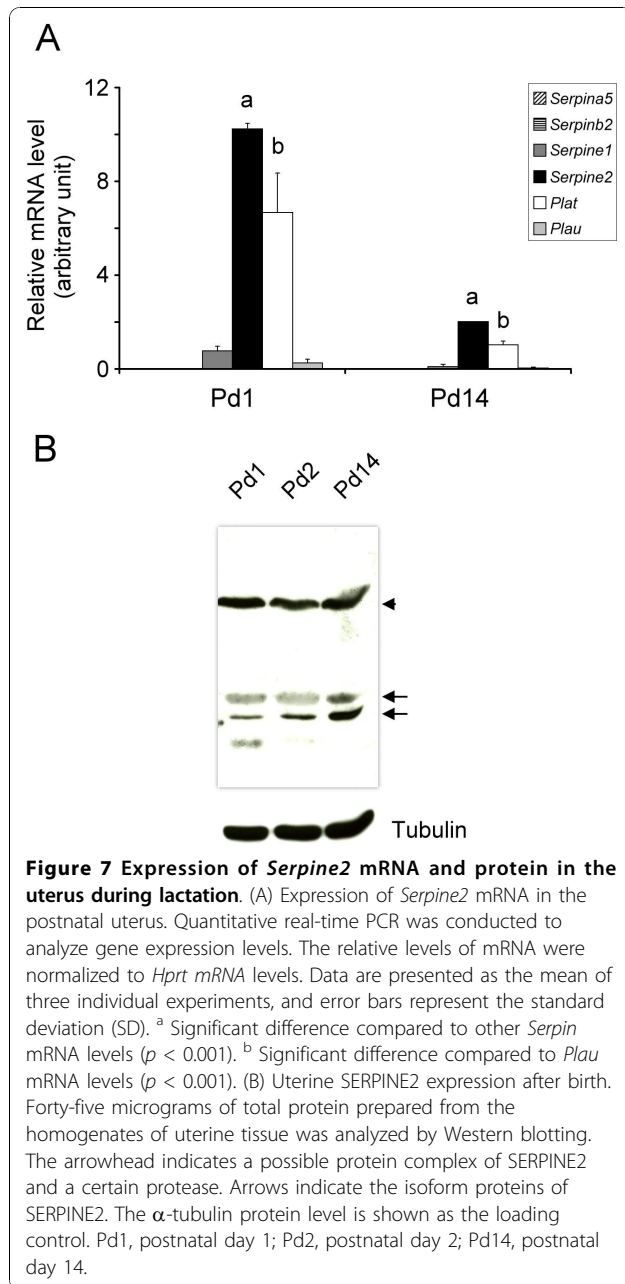 A
12
8
4
0
Relative mRNA level
(arbitrary unit)
a
b
a
b
Pd1
Pd14
Serpina5
Serpinb2
Serpine1
Serpine2
Plat
Plau
B
Pd1 Pd2 Pd14
Tubulin
Figure 7 Expression of Serpine2 mRNA and protein in the
uterus during lactation. (A) Expression of Serpine2 mRNA in the
postnatal uterus. Quantitative real-time PCR was conducted to
analyze gene expression levels. The relative levels of mRNA were
normalized to Hprt mRNA levels. Data are presented as the mean of
three individual experiments, and error bars represent the standard
deviation (SD). a Significant difference compared to other Serpin
mRNA levels (p < 0.001). b Significant difference compared to Plau
mRNA levels (p < 0.001). (B) Uterine SERPINE2 expression after birth.
Forty-five micrograms of total protein prepared from the
homogenates of uterine tissue was analyzed by Western blotting.
The arrowhead indicates a possible protein complex of SERPINE2
and a certain protease. Arrows indicate the isoform proteins of
SERPINE2. The α-tubulin protein level is shown as the loading
control. Pd1, postnatal day 1; Pd2, postnatal day 2; Pd14, postnatal
day 14.